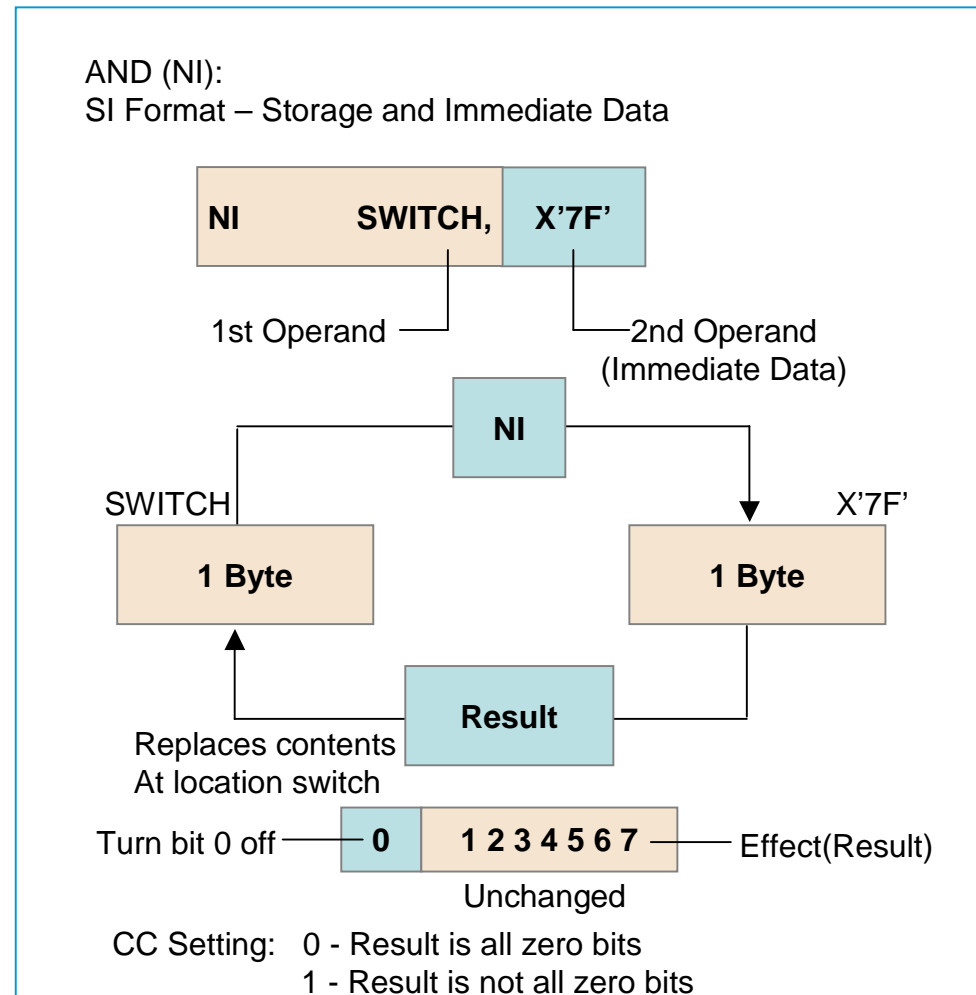 AND (NI):
SI Format – Storage and Immediate Data
NI SWITCH, X’7F’
1st Operand
2nd Operand
(Immediate Data)
NI
SWITCH
X’7F’
1 Byte
1 Byte
Result
Replaces contents
At location switch
Turn bit 0 off
0
1 2 3 4 5 6 7
Effect(Result)
Unchanged
CC Setting: 0 - Result is all zero bits
1 - Result is not all zero bits